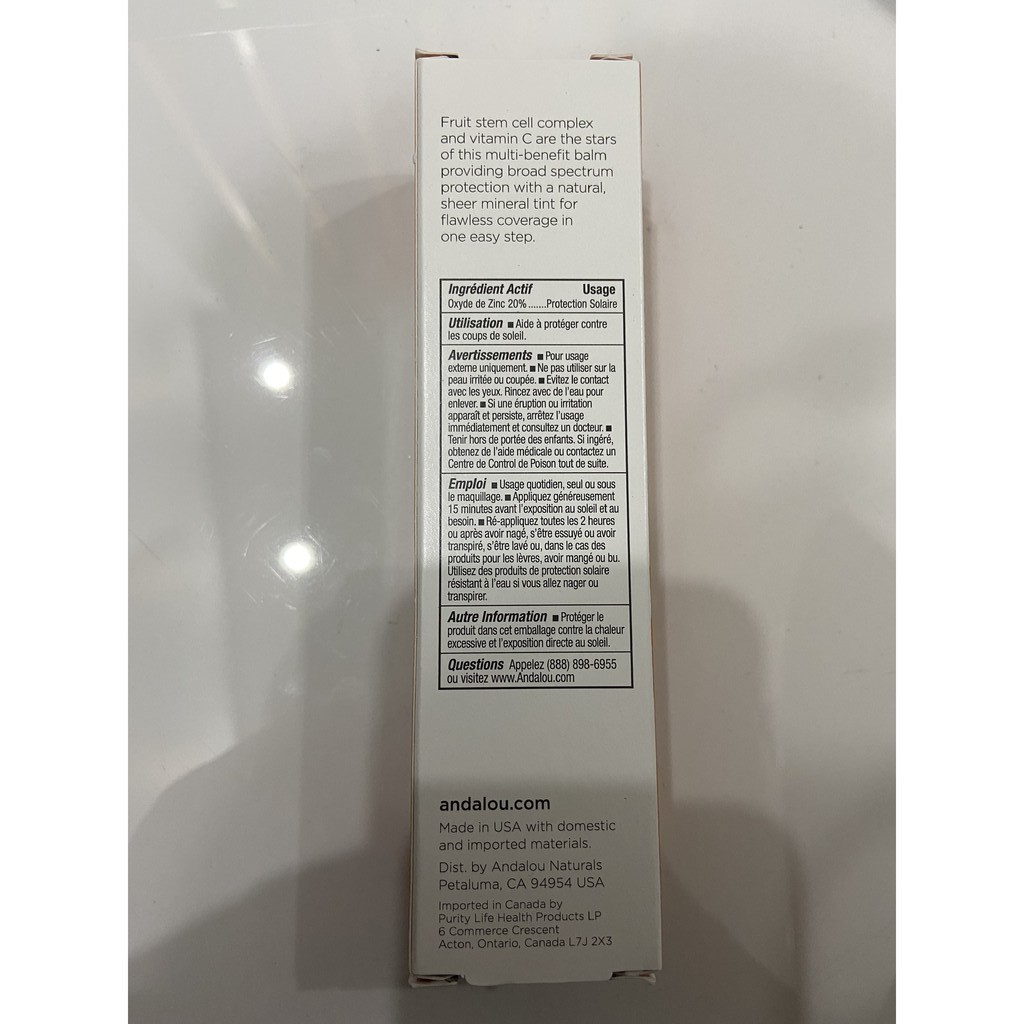 Fruit stem cell complex
and vitamin C are the stars
of this multi-benefit balm
providing broad spectrum
protection with a natural,
sheer mineral tint for
flawless coverage in
one easy step.
Ingrédient Actif Usage
Oxyde de Zinc 20%.......Protection Solaire
Utilisation ■ Aide à protéger contre
les coups de soleil.
Avertissements ■ Pour usage
externe uniquement. ■ Ne pas utiliser sur la
peau irritée ou coupée. ■ Evitez le contact
avec les yeux. Rincez avec de l'eau pour
enlever. ■ Si une éruption ou irritation
apparaît et persiste, arrêtez l'usage
immédiatement et consultez un docteur. ■
Tenir hors de portée des enfants. Si ingéré,
obtenez de l'aide médicale ou contactez un
Centre de Control de Poison tout de suite.
Emploi ■ Usage quotidien, seul ou sous
le maquillage. ■ Appliquez généreusement
15 minutes avant l'exposition au soleil et au
besoin. ■ Ré-appliquez toutes les 2 heures
ou après avoir nagé, s'être essuyé ou avoir
transpiré, s'être lavé ou, dans le cas des
produits pour les lèvres, avoir mangé ou bu.
Utilisez des produits de protection solaire
résistant à l'eau si vous allez nager ou
transpirer.
Autre Information ■ Protéger le
produit dans cet emballage contre la chaleur
excessive et l'exposition directe au soleil.
Questions Appelez (888) 898-6955
ou visitez www.Andalou.com
andalou.com
Made in USA with domestic
and imported materials.
Dist. by Andalou Naturals
Petaluma, CA 94954 USA
Imported in Canada by
Purity Life Health Products LP
6 Commerce Crescent
Acton, Ontario, Canada L7J 2X3